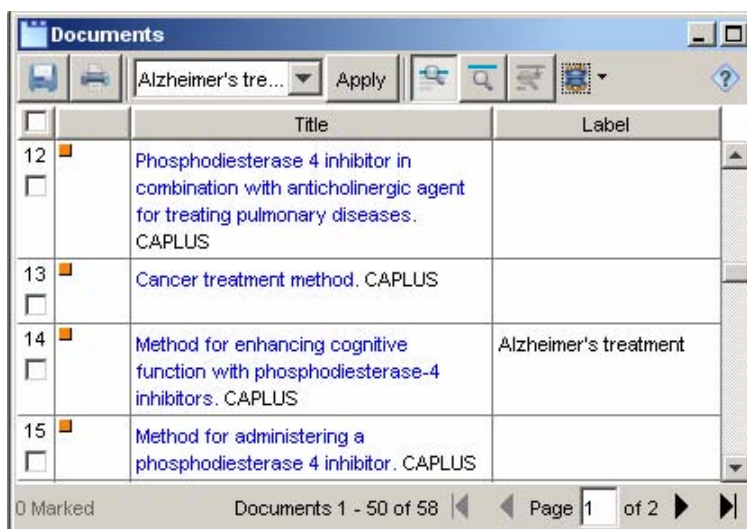 Documents
Alzheimer's tre... Apply
Title Label
12 Phosphodiesterase 4 inhibitor in
combination with anticholinergic agent
for treating pulmonary diseases.
CAPLUS
13 Cancer treatment method. CAPLUS
14 Method for enhancing cognitive Alzheimer's treatment
function with phosphodiesterase-4
inhibitors. CAPLUS
15 Method for administering a
phosphodiesterase 4 inhibitor. CAPLUS
0 Marked Documents 1 - 50 of 58 Page 1 of 2